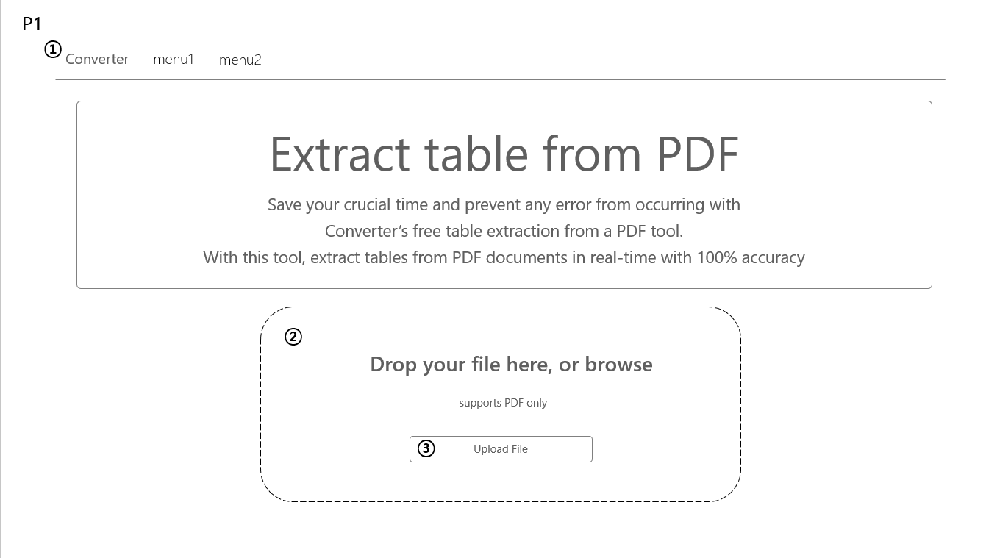 P1
① Converter menu1 menu2
Extract table from PDF
Save your crucial time and prevent any error from occurring with
Converter’s free table extraction from a PDF tool.
With this tool, extract tables from PDF documents in real-time with 100% accuracy
②
Drop your file here, or browse
supports PDF only
③ Upload File